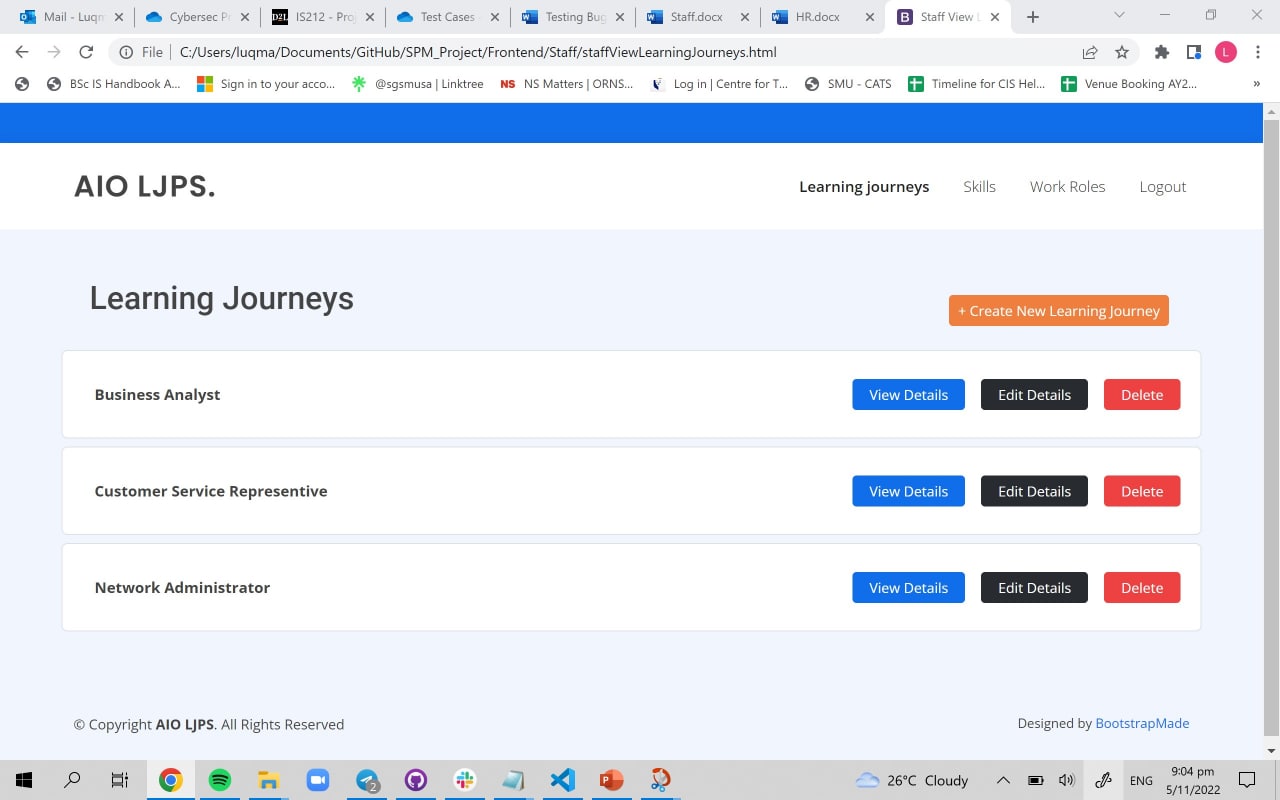 Mail - Luqm
Cybersec Pr
D2L IS212 - Proj
Test Cases -
Testing Bug
Staff.docx
HR.docx
B Staff View L
File C:/Users/luqma/Documents/GitHub/SPM_Project/Frontend/Staff/staffViewLearningJourneys.html L
BSc IS Handbook A... Sign in to your acco... @sgsmusa | Linktree NS NS Matters | ORNS... Log in | Centre for T... SMU - CATS Timeline for CIS Hel... Venue Booking AY2... »
AIO LJPS. Learning journeys Skills Work Roles Logout
Learning Journeys
+ Create New Learning Journey
Business Analyst View Details Edit Details Delete
Customer Service Representive View Details Edit Details Delete
Network Administrator View Details Edit Details Delete
© Copyright AIO LJPS. All Rights Reserved Designed by BootstrapMade
2 26°C Cloudy ENG 9:04 pm
5/11/2022